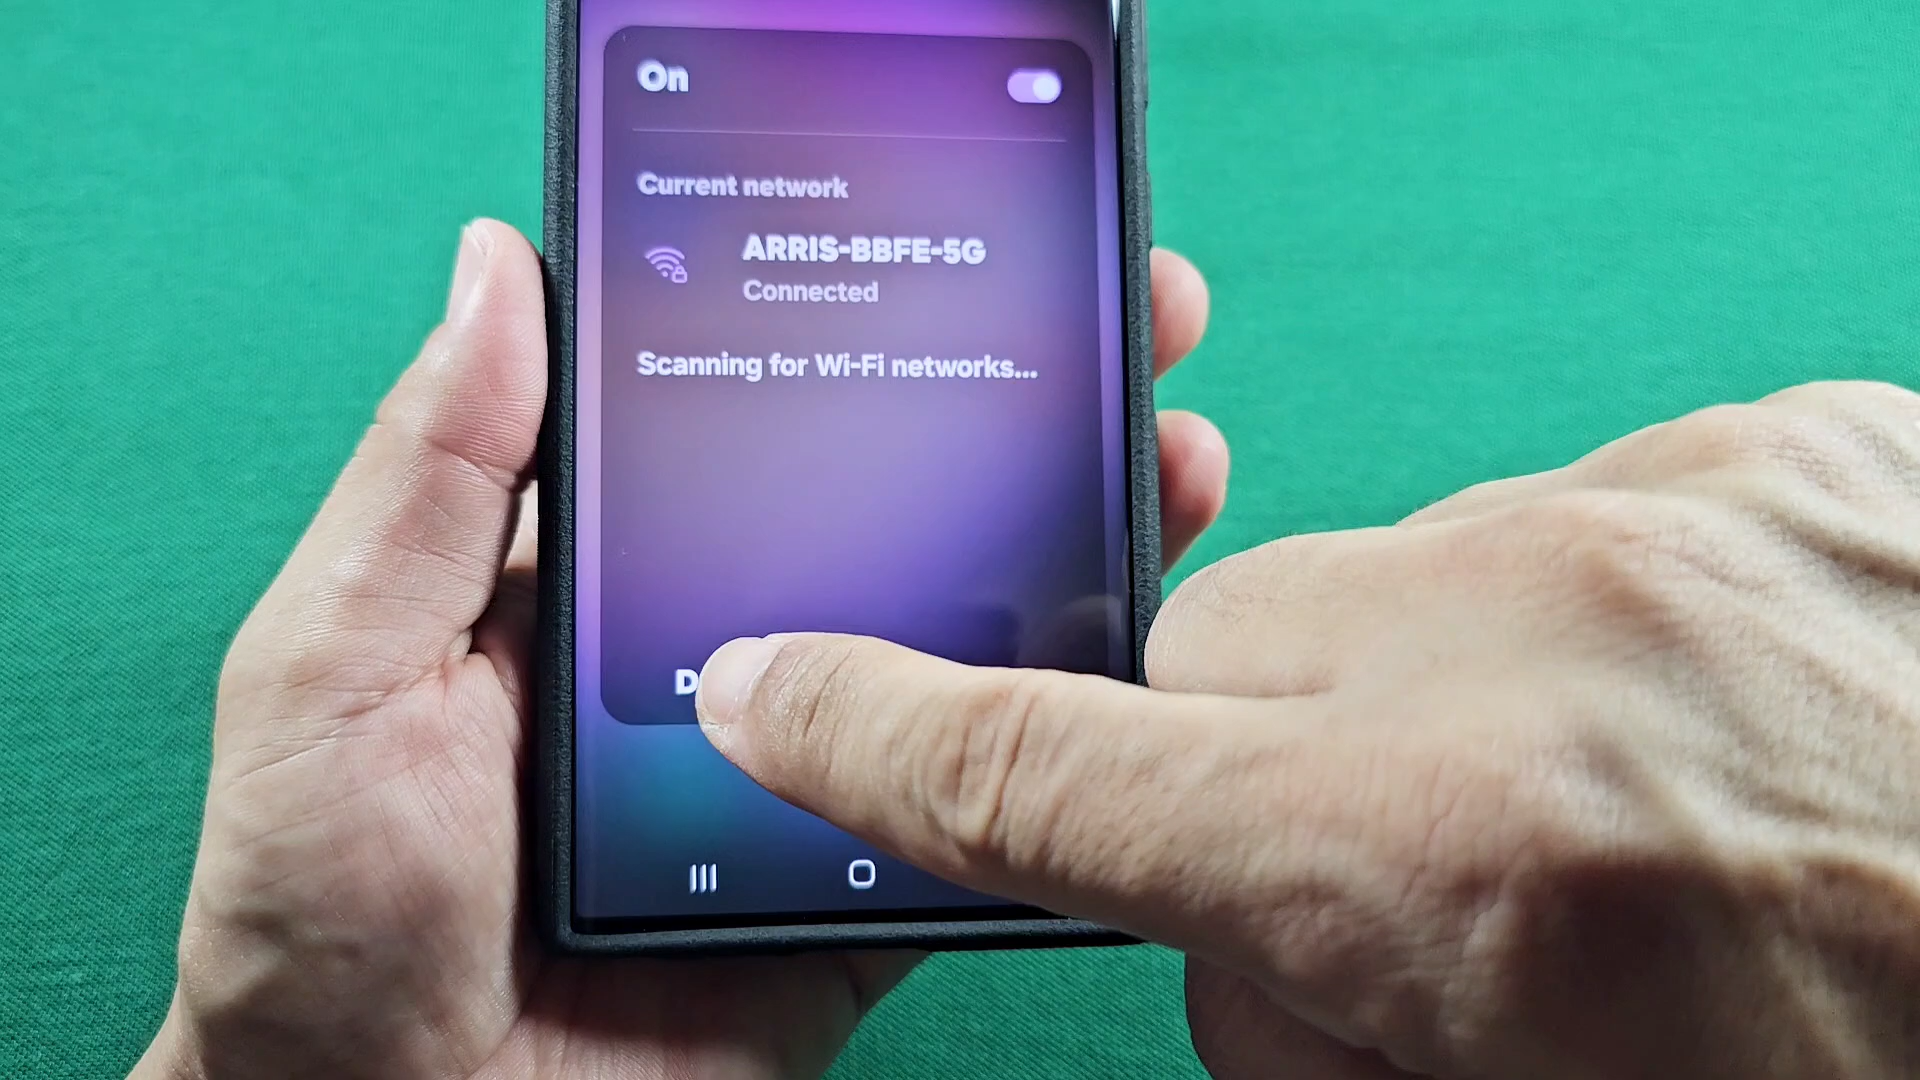 On
Current network
ARRIS-BBFE-5G
Connected
Scanning for Wi-Fi networks...
D